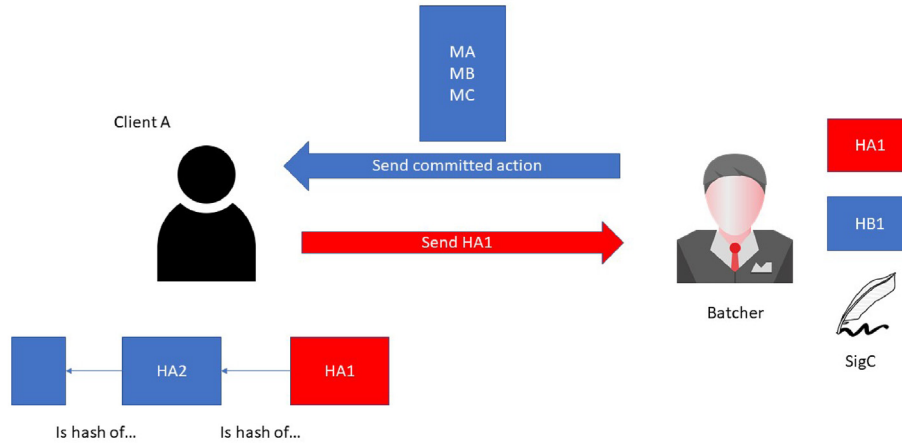 MA
MB
MC
Client A
Send committed action
HA1
Send HA1
HB1
Batcher
SigC
HA2
HA1
Is hash of...
Is hash of...